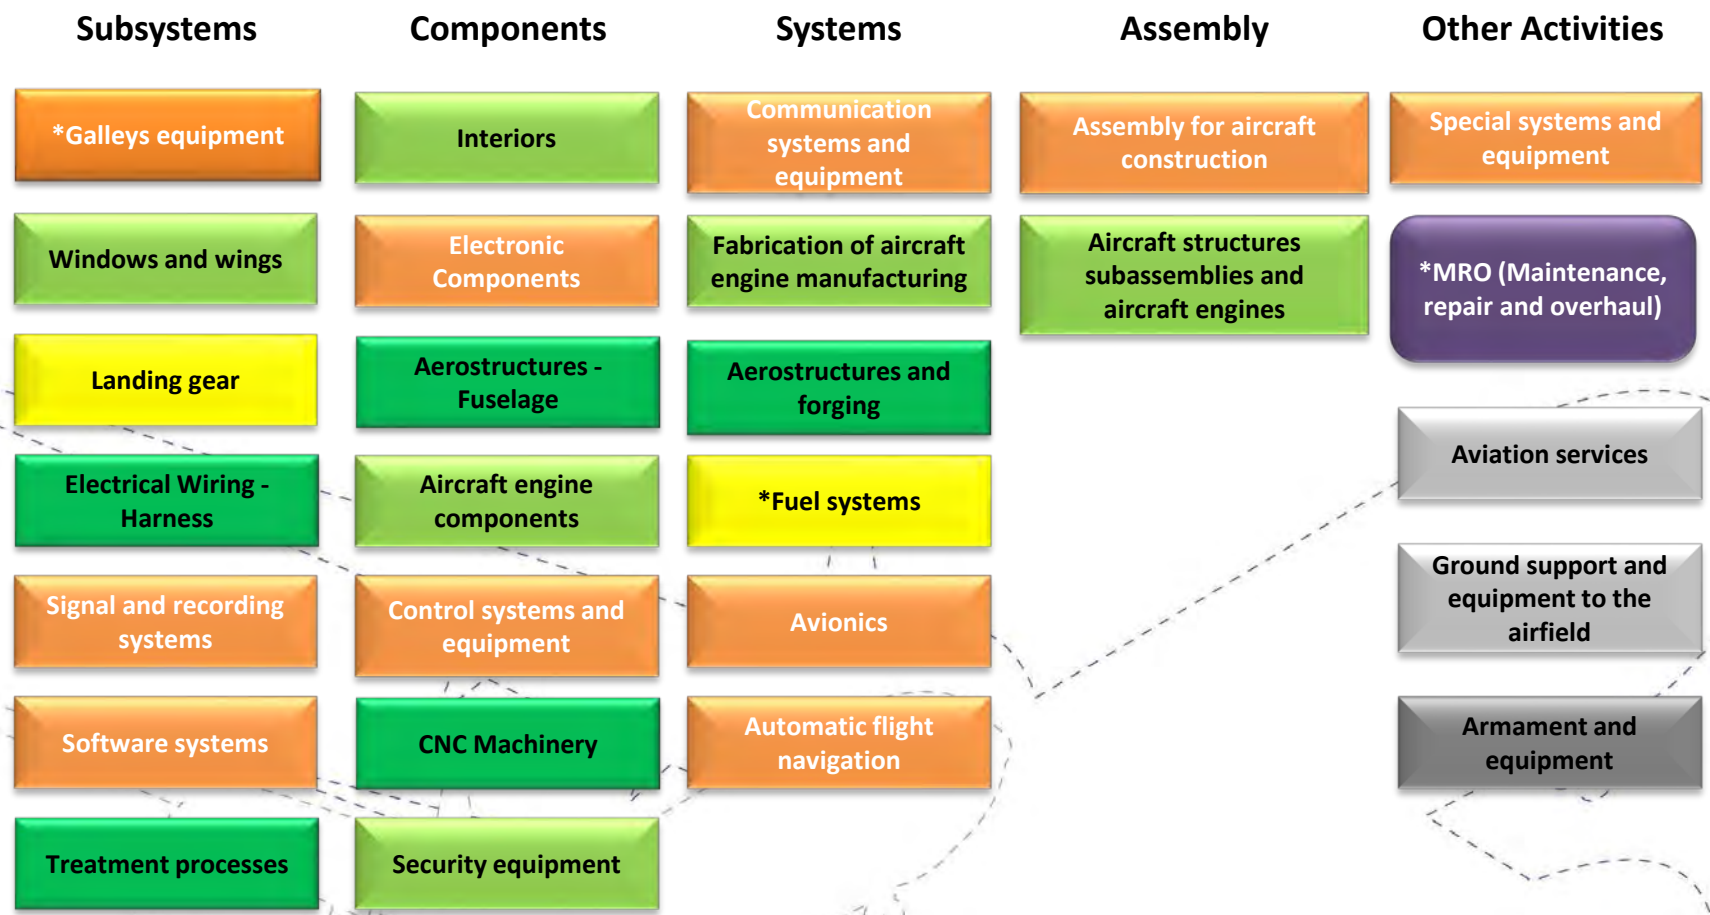 Subsystems
Components
Systems
Assembly
Other Activities
*Galleys equipment
Windows and wings
Landing gear
Electrical Wiring -
Harness
Signal and recording
systems
Software systems
Treatment processes
Interiors
Electronic
Components
Aerostructures -
Fuselage
Aircraft engine
components
Control systems and
equipment
CNC Machinery
Security equipment
Communication
systems and
equipment
Fabrication of aircraft
engine manufacturing
Aerostructures and
forging
*Fuel systems
Avionics
Automatic flight
navigation
Assembly for aircraft
construction
Aircraft structures
subassemblies and
aircraft engines
Special systems and
equipment
*MRO (Maintenance,
repair and overhaul)
Aviation services
Ground support and
equipment to the
airfield
Armament and
equipment